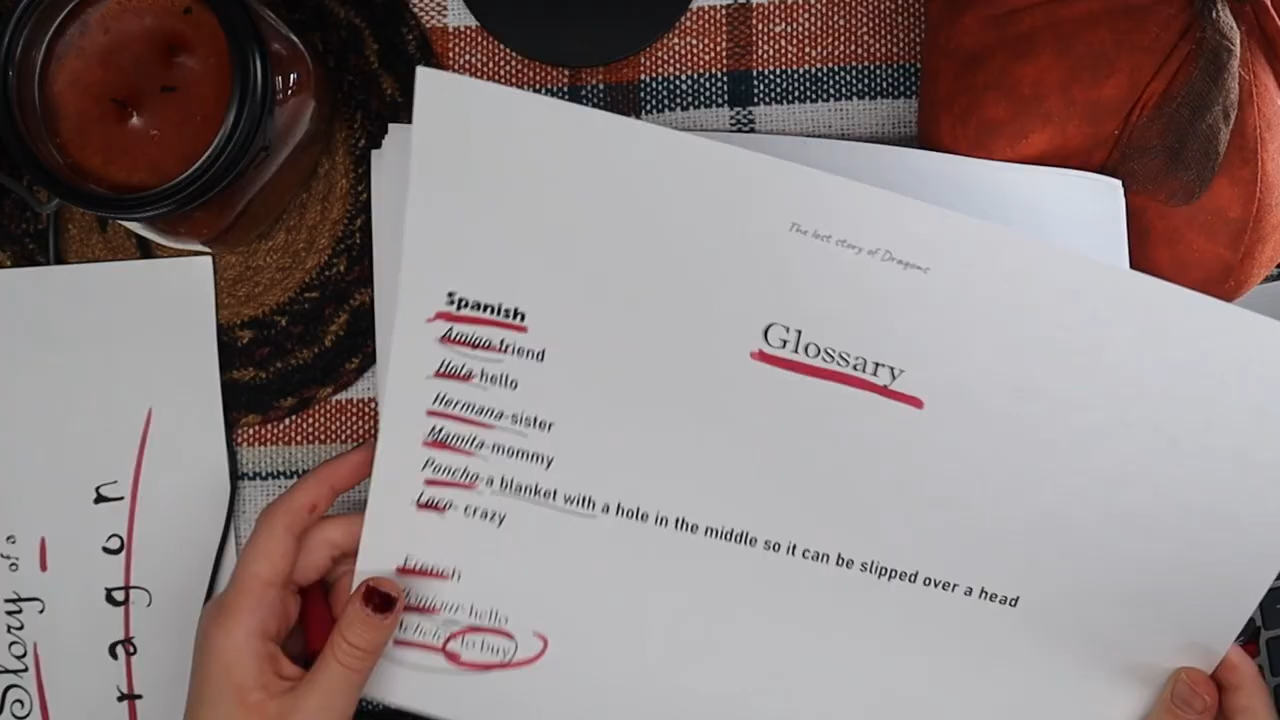 The lost story of Dragons
Glossary
Spanish
Amigo-friend
Hola-hello
Hermana-sister
Mamita-mommy
Poncho-a blanket with a hole in the middle so it can be slipped over a head
Loco- crazy
French
Bonjour-hello
to buy
Story of a
ragon